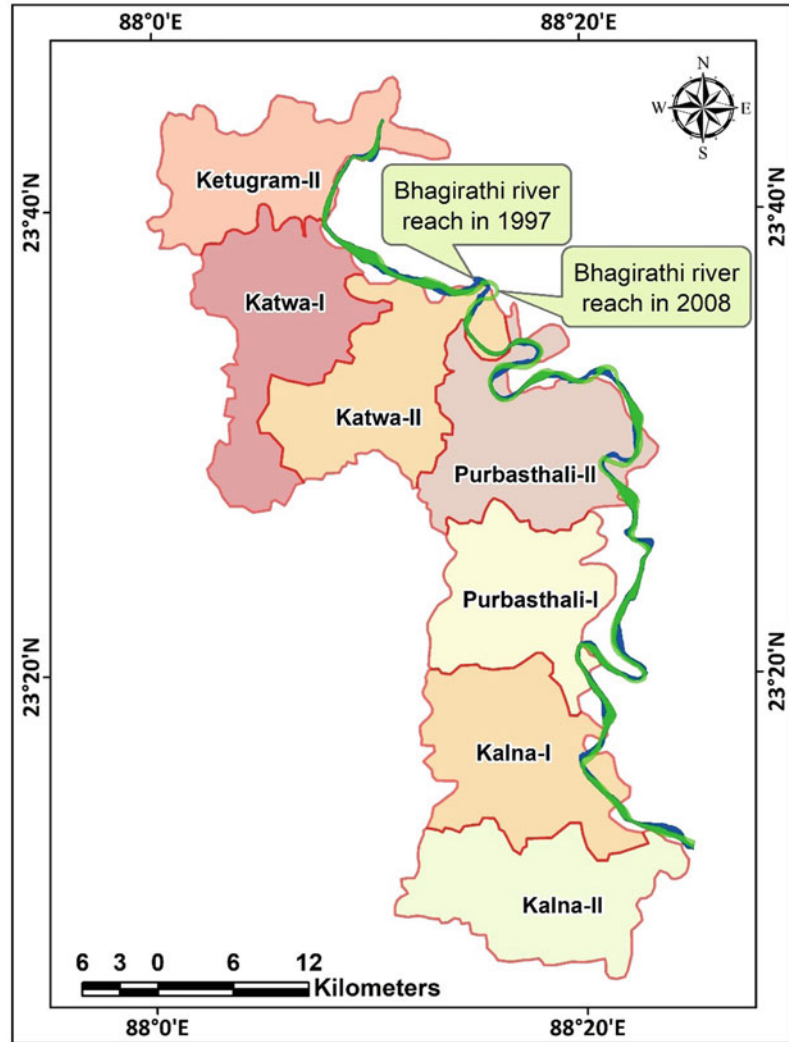 88°0'E
88°20'E
N
W
E
S
Ketugram-II
Bhagirathi river
reach in 1997
23°40'N
23°40'N
Bhagirathi river
reach in 2008
Katwa-I
Katwa-II
Purbasthali-II
Purbasthali-I
23°20'N
23°20'N
Kalna-I
Kalna-II
6 3 0 6 12
Kilometers
88°0'E
88°20'E